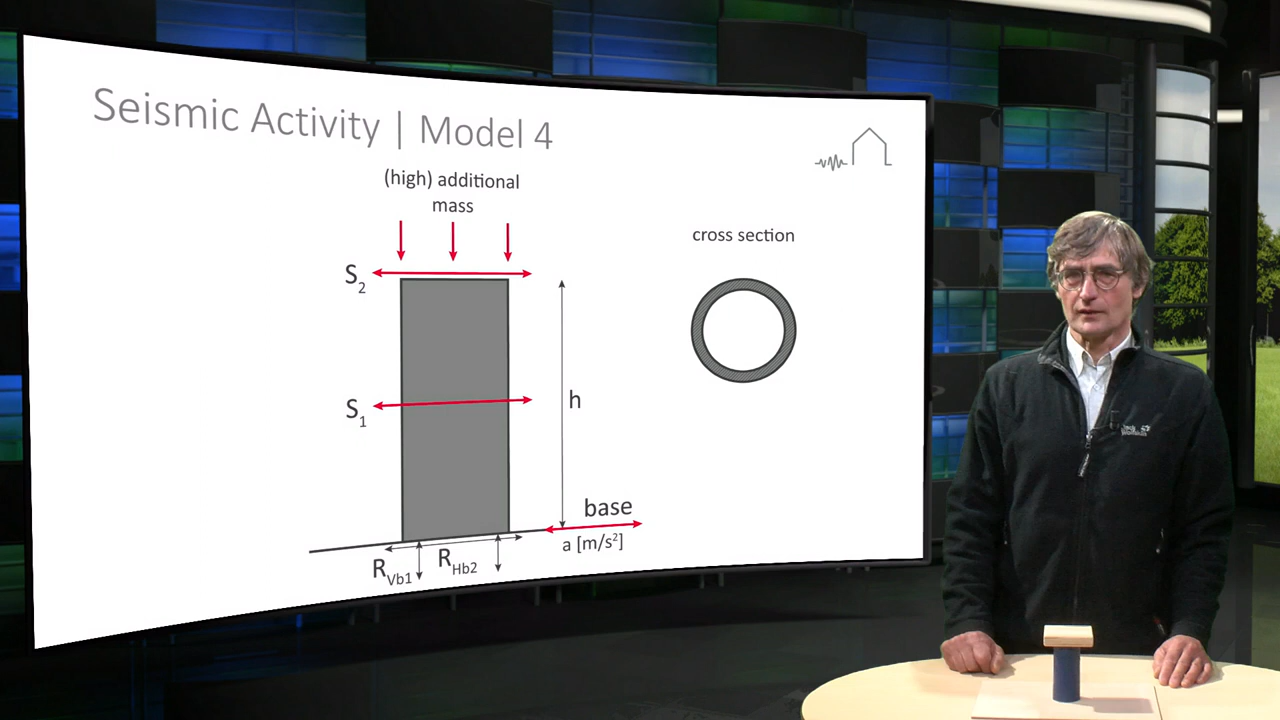 Seismic Activity | Model 4
(high) additional
mass
cross section
S2
S1
h
base
a [m/s²]
RVb1
RHb2